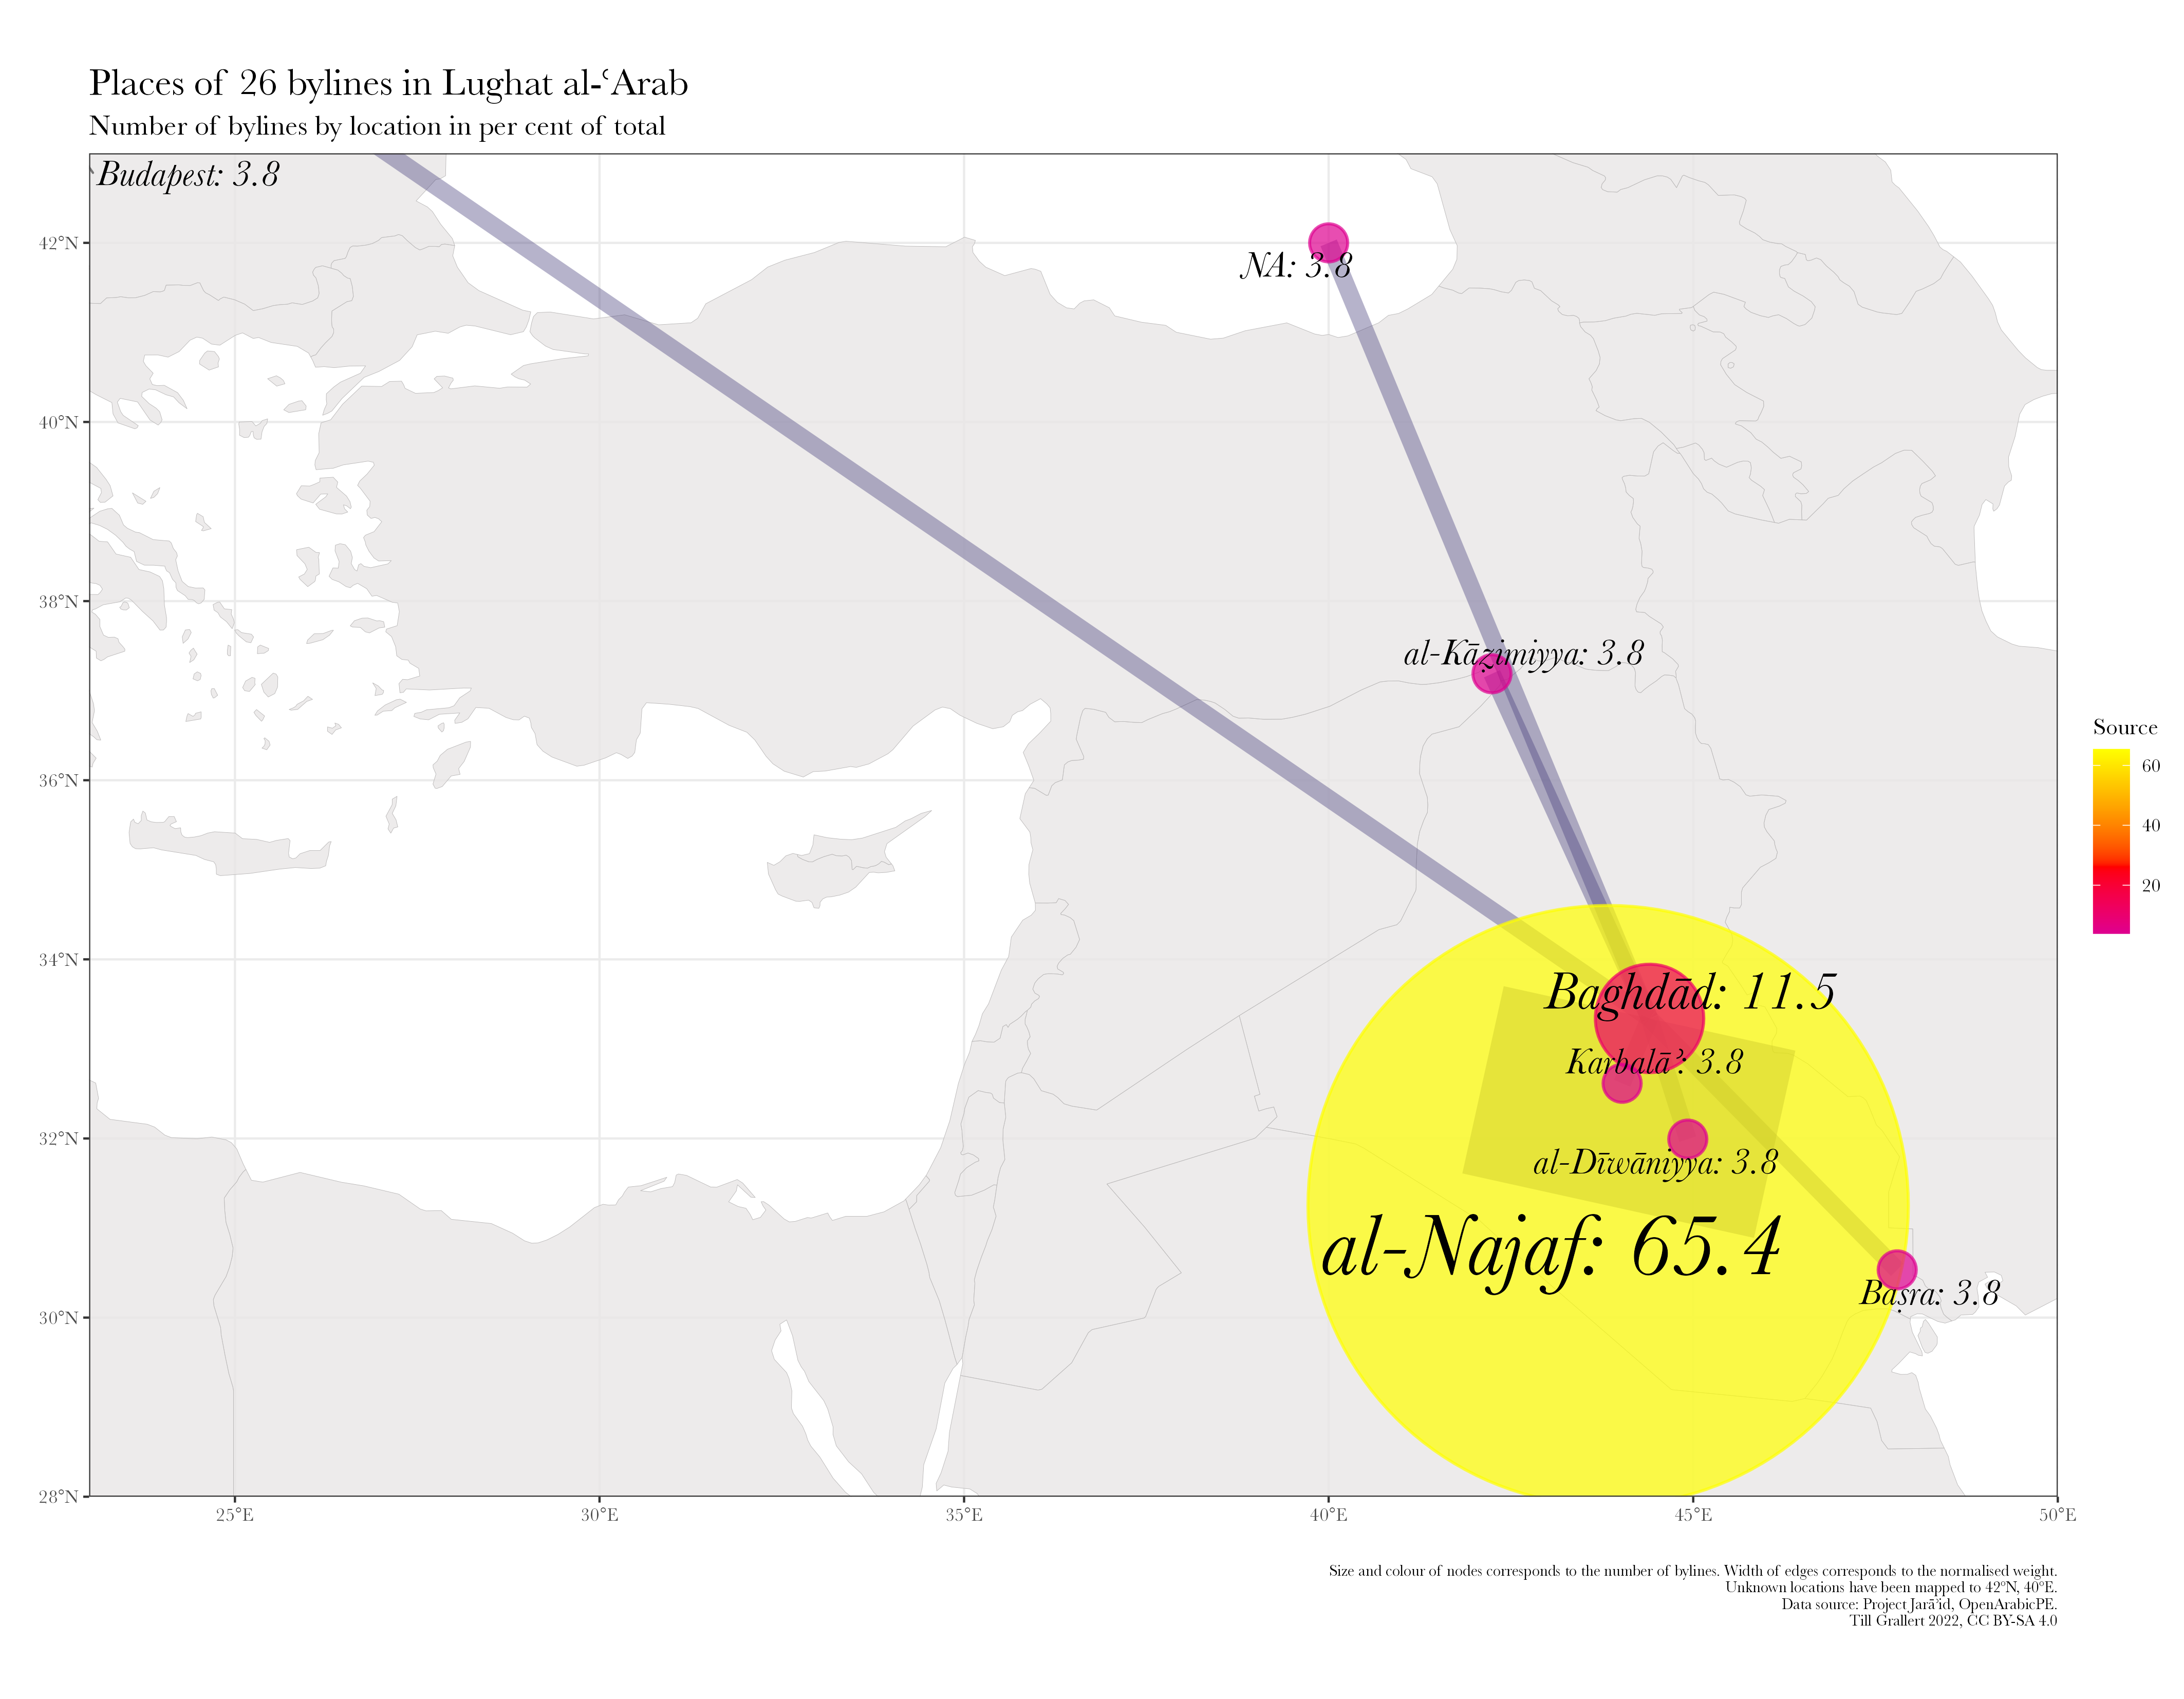 Places of 26 bylines in Lughat al-ʿArab
Number of bylines by location in per cent of total
Budapest: 3.8
42°N
NA: 3.8
40°N
38°N
al-Kāẓimiyya: 3.8
Source
36°N
60
40
20
34°N
Baghdād: 11.5
Karbalāʾ: 3.8
32°N
al-Dīwāniyya: 3.8
al-Najaf: 65.4
30°N
Baṣra: 3.8
28°N
25°E 30°E 35°E 40°E 45°E 50°E
Size and colour of nodes corresponds to the number of bylines. Width of edges corresponds to the normalised weight.
Unknown locations have been mapped to 42°N, 40°E.
Data source: Project Jarāʾid, OpenArabicPE.
Till Grallert 2022, CC BY-SA 4.0